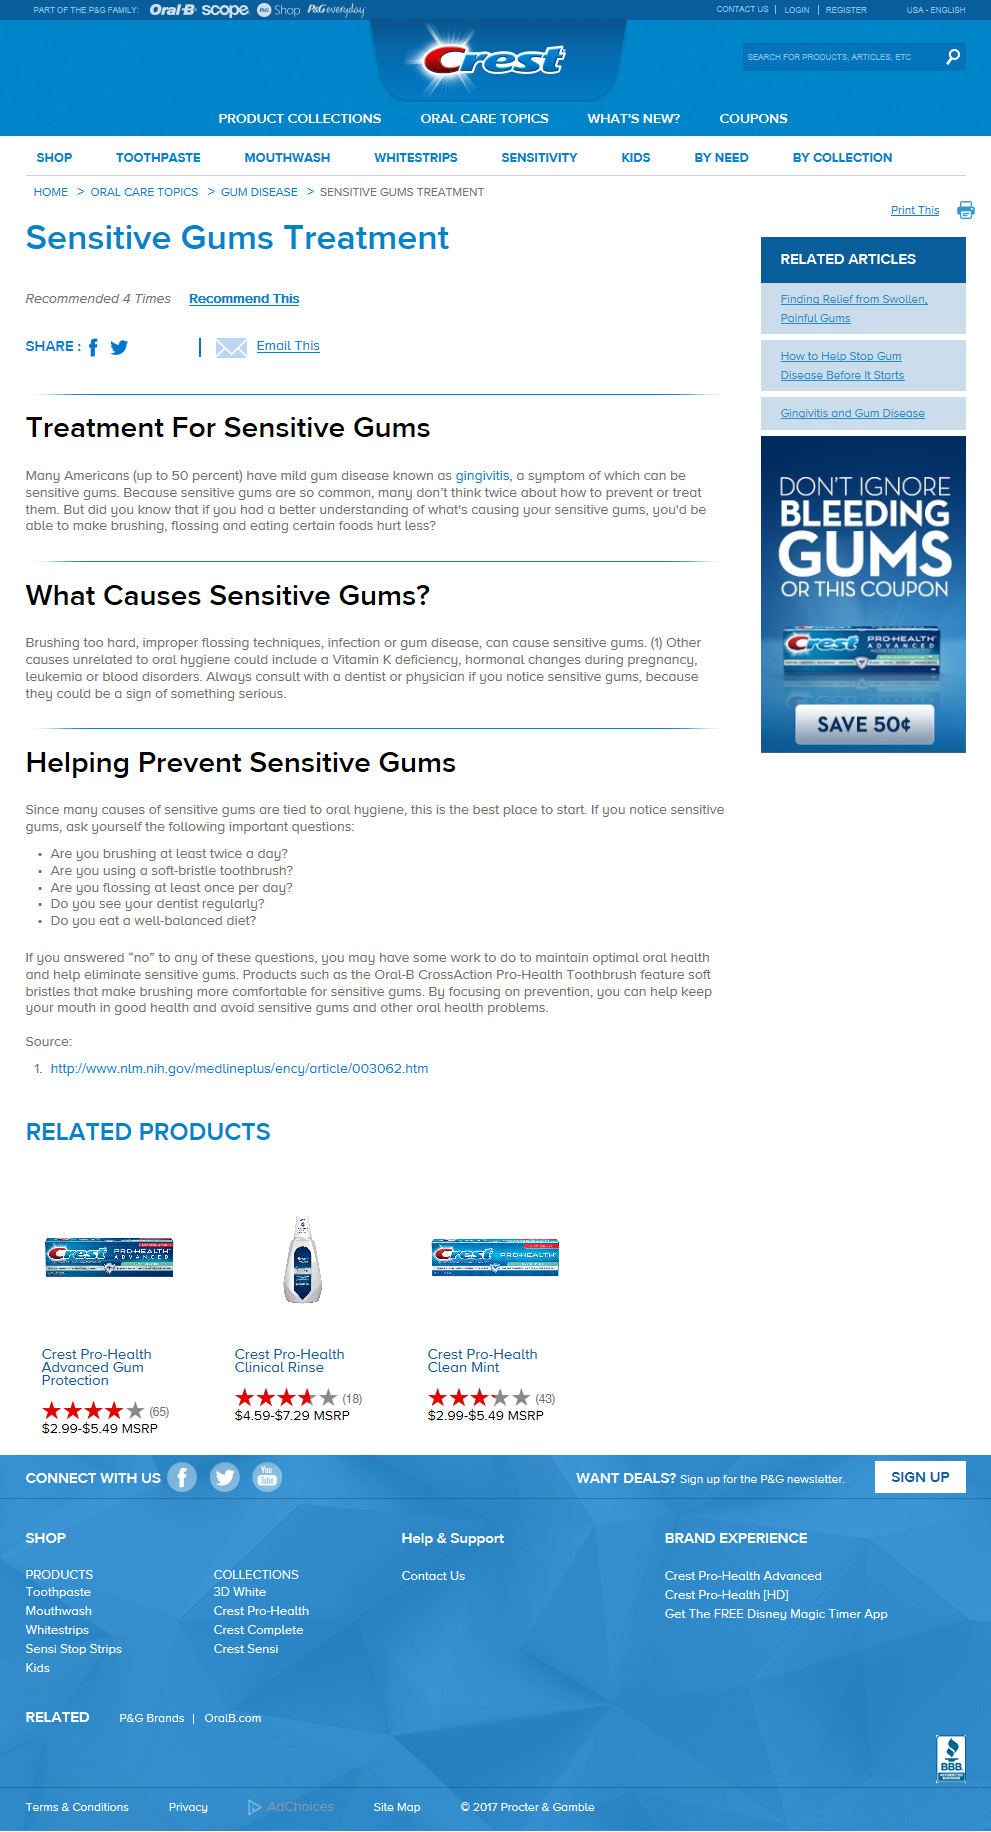 PART OF THE P&G FAMILY: Oral-B scope. P&G Shop P&Geveryday
CONTACT US | LOGIN | REGISTER USA - ENGLISH
Crest
SEARCH FOR PRODUCTS, ARTICLES, ETC
PRODUCT COLLECTIONS ORAL CARE TOPICS WHAT'S NEW? COUPONS
SHOP TOOTHPASTE MOUTHWASH WHITESTRIPS SENSITIVITY KIDS BY NEED BY COLLECTION
HOME > ORAL CARE TOPICS > GUM DISEASE > SENSITIVE GUMS TREATMENT
Print This
Sensitive Gums Treatment
Recommended 4 Times Recommend This
SHARE : | Email This
Treatment For Sensitive Gums
Many Americans (up to 50 percent) have mild gum disease known as gingivitis, a symptom of which can be
sensitive gums. Because sensitive gums are so common, many don't think twice about how to prevent or treat
them. But did you know that if you had a better understanding of what's causing your sensitive gums, you'd be
able to make brushing, flossing and eating certain foods hurt less?
What Causes Sensitive Gums?
Brushing too hard, improper flossing techniques, infection or gum disease, can cause sensitive gums. (1) Other
causes unrelated to oral hygiene could include a Vitamin K deficiency, hormonal changes during pregnancy,
leukemia or blood disorders. Always consult with a dentist or physician if you notice sensitive gums, because
they could be a sign of something serious.
Helping Prevent Sensitive Gums
Since many causes of sensitive gums are tied to oral hygiene, this is the best place to start. If you notice sensitive
gums, ask yourself the following important questions:
• Are you brushing at least twice a day?
• Are you using a soft-bristle toothbrush?
• Are you flossing at least once per day?
• Do you see your dentist regularly?
• Do you eat a well-balanced diet?
If you answered “no” to any of these questions, you may have some work to do to maintain optimal oral health
and help eliminate sensitive gums. Products such as the Oral-B CrossAction Pro-Health Toothbrush feature soft
bristles that make brushing more comfortable for sensitive gums. By focusing on prevention, you can help keep
your mouth in good health and avoid sensitive gums and other oral health problems.
Source:
1. http://www.nlm.nih.gov/medlineplus/ency/article/003062.htm
RELATED ARTICLES
Finding Relief from Swollen,
Painful Gums
How to Help Stop Gum
Disease Before It Starts
Gingivitis and Gum Disease
DON'T IGNORE
BLEEDING
GUMS
OR THIS COUPON
Crest PRO-HEALTH
ADVANCED
SAVE 50¢
RELATED PRODUCTS
Crest PRO-HEALTH
ADVANCED
Crest PRO-HEALTH
Crest Pro-Health
Advanced Gum
Protection
(65)
$2.99-$5.49 MSRP
Crest Pro-Health
Clinical Rinse
(18)
$4.59-$7.29 MSRP
Crest Pro-Health
Clean Mint
(43)
$2.99-$5.49 MSRP
CONNECT WITH US You Tube WANT DEALS? Sign up for the P&G newsletter. SIGN UP
SHOP
PRODUCTS
Toothpaste
Mouthwash
Whitestrips
Sensi Stop Strips
Kids
COLLECTIONS
3D White
Crest Pro-Health
Crest Complete
Crest Sensi
Help & Support
Contact Us
BRAND EXPERIENCE
Crest Pro-Health Advanced
Crest Pro-Health [HD]
Get The FREE Disney Magic Timer App
RELATED P&G Brands | OralB.com
BBB
ACCREDITED
BUSINESS
Terms & Conditions Privacy AdChoices Site Map © 2017 Procter & Gamble